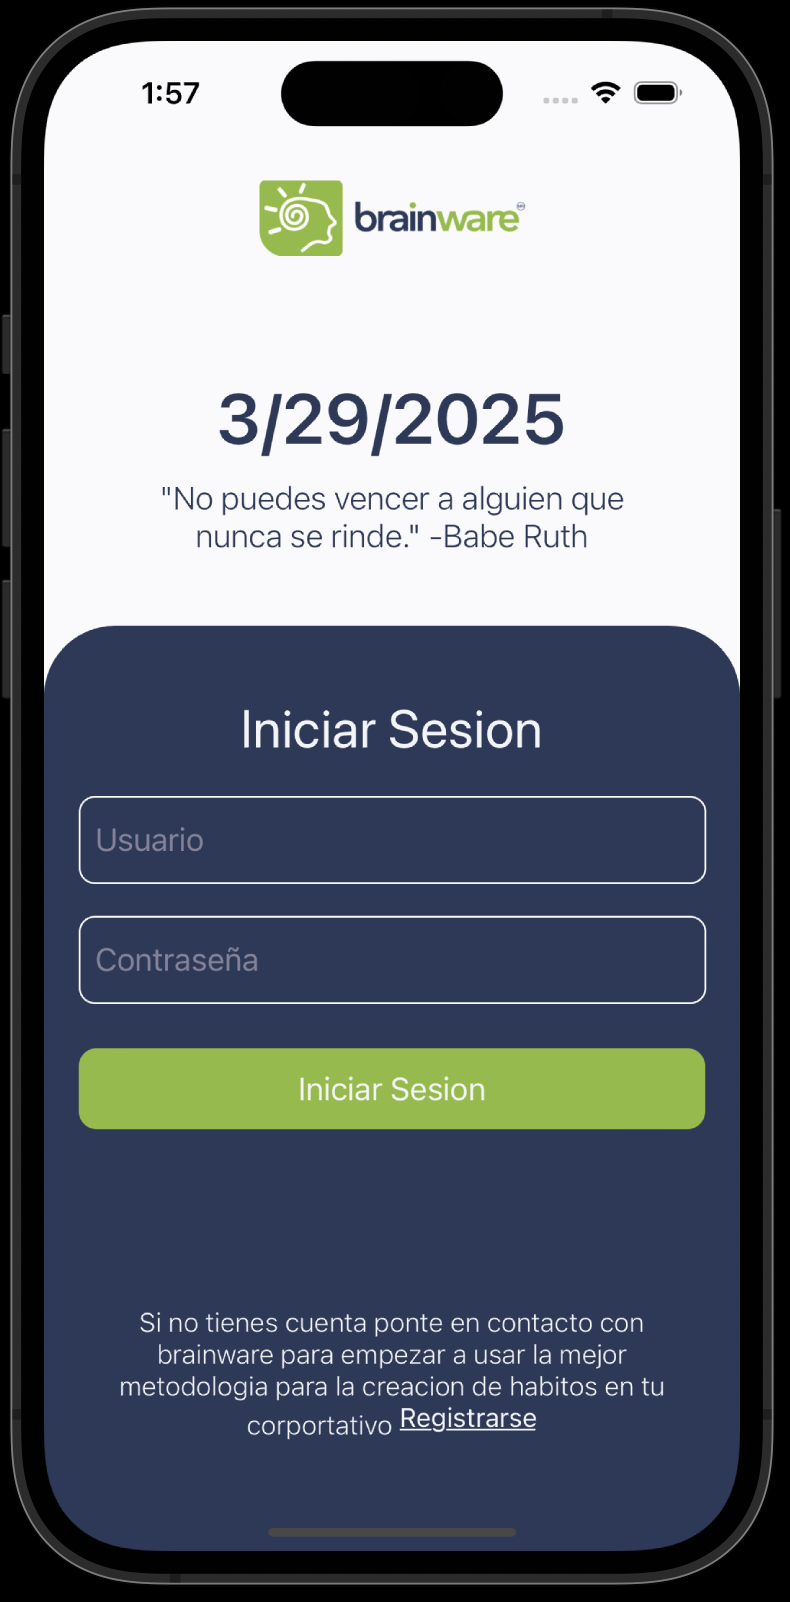 1:57
brainware
3/29/2025
"No puedes vencer a alguien que
nunca se rinde." -Babe Ruth
Iniciar Sesion
Usuario
Contraseña
Iniciar Sesion
Si no tienes cuenta ponte en contacto con
brainware para empezar a usar la mejor
metodologia para la creacion de habitos en tu
corportativo Registrarse